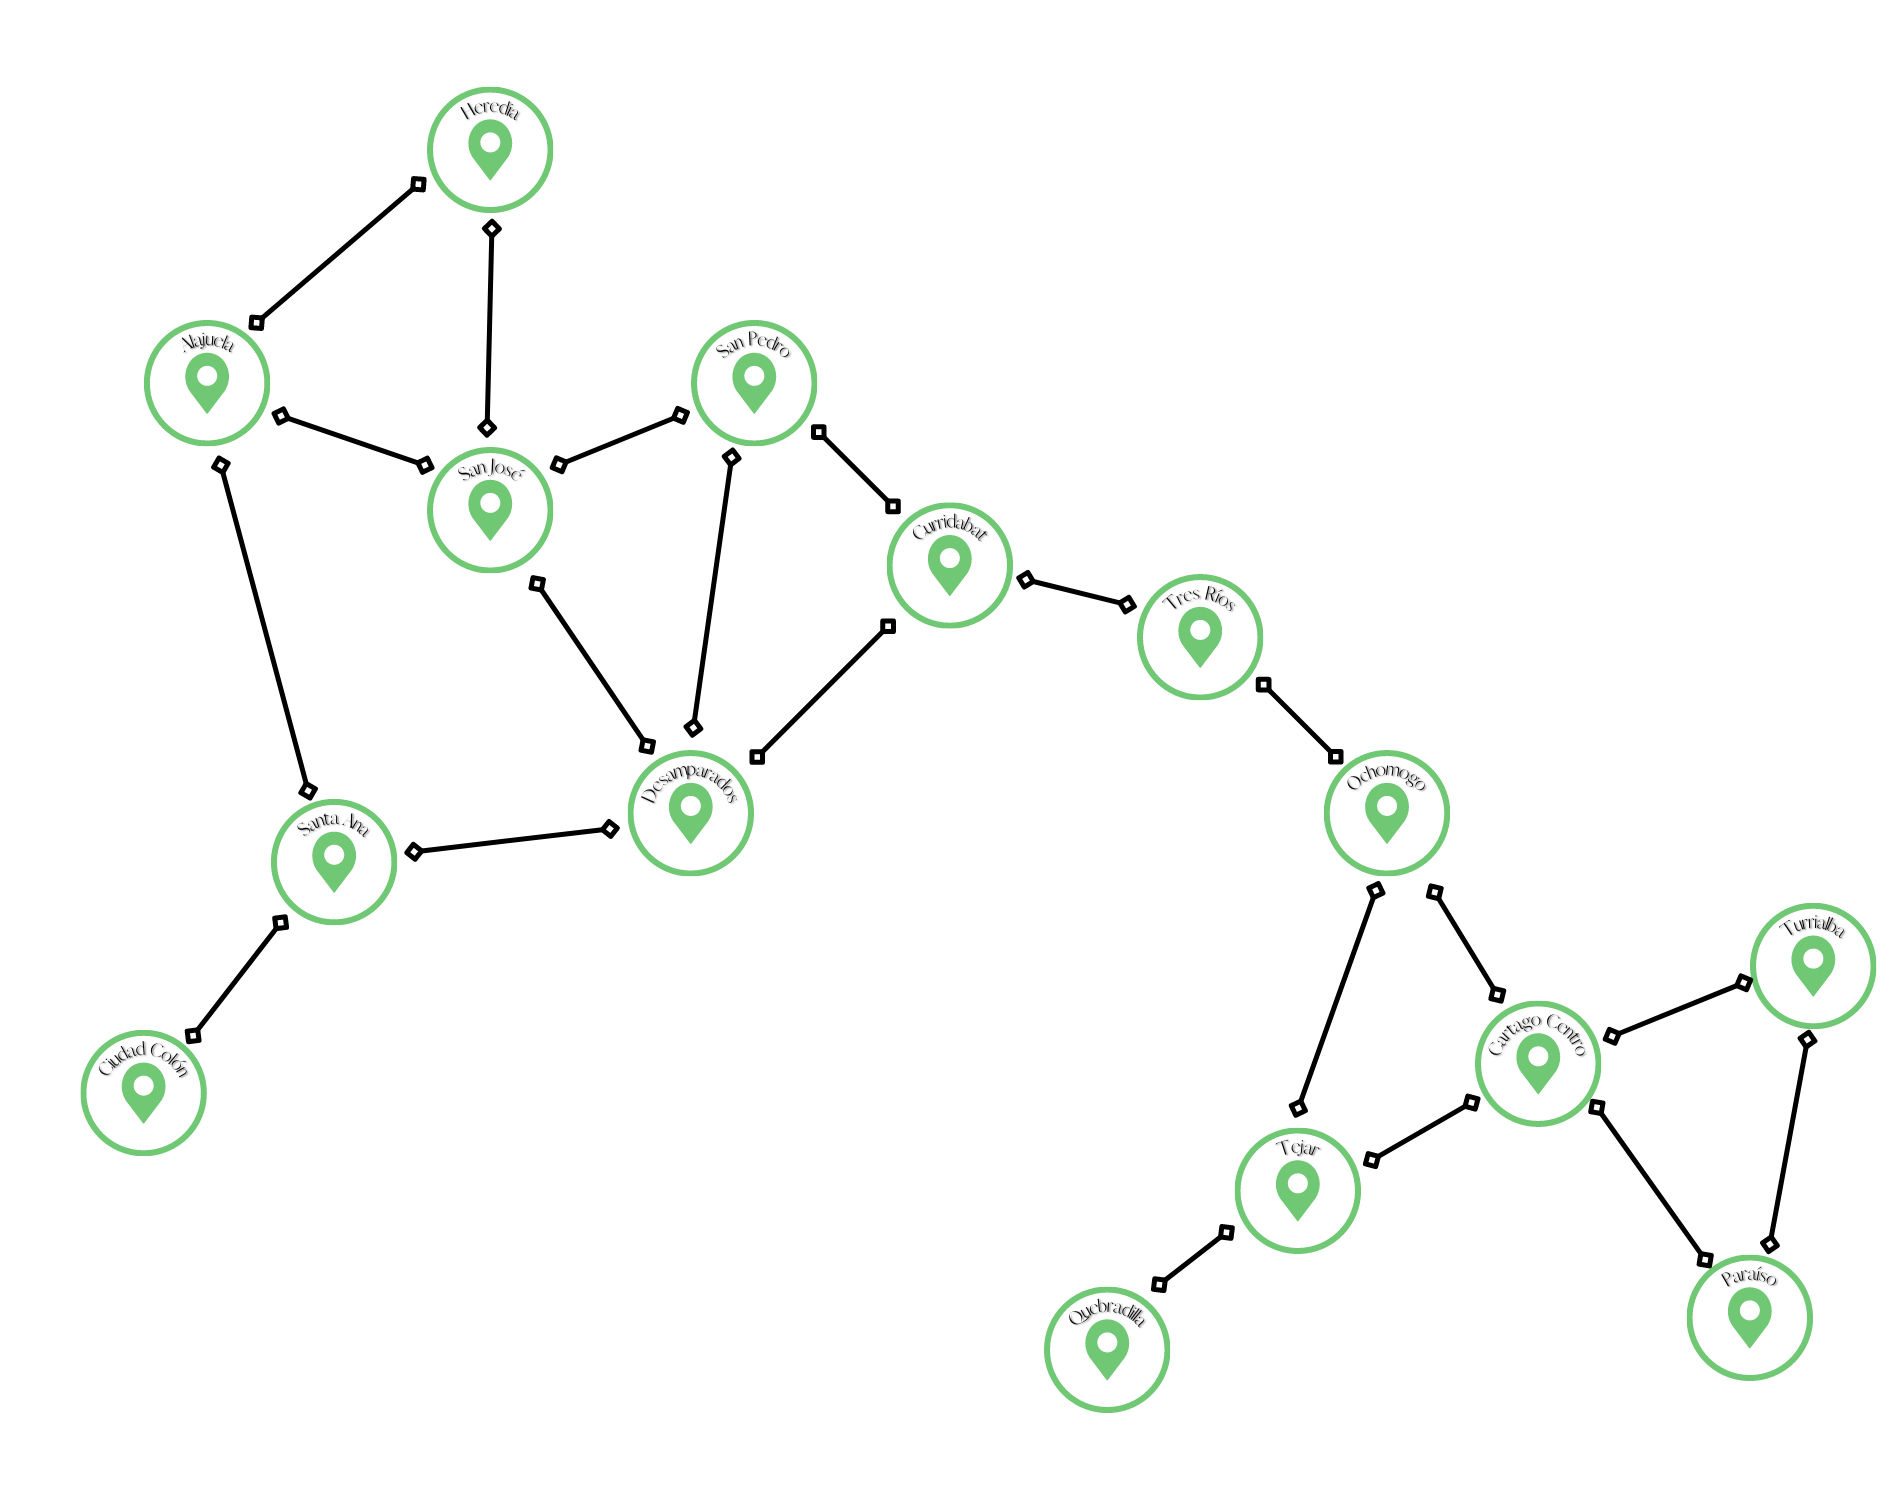 Heredia
Alajuela
San Pedro
San José
Curridabat
Tres Ríos
Desamparados
Ochomogo
Santa Ana
Turrialba
Cartago Centro
Ciudad Colón
Tejar
Paraíso
Quebradilla